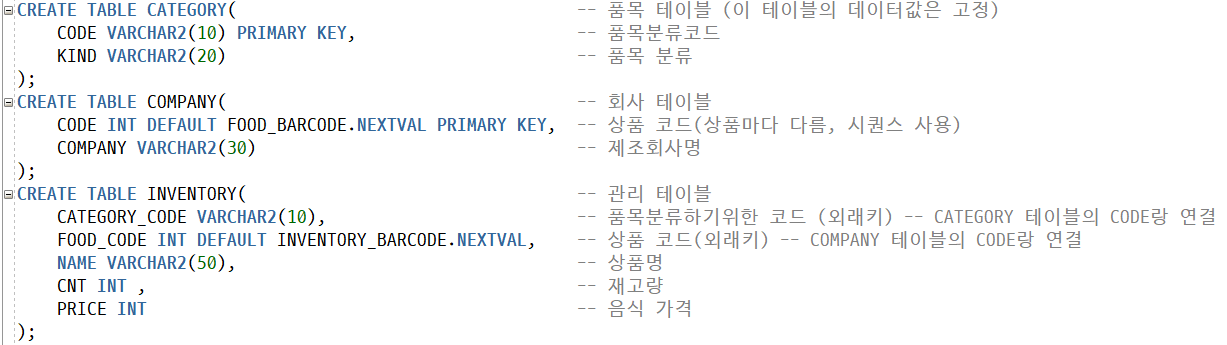 CREATE TABLE CATEGORY( -- 품목 테이블 (이 테이블의 데이터값은 고정)
CODE VARCHAR2(10) PRIMARY KEY, -- 품목분류코드
KIND VARCHAR2(20) -- 품목 분류
);
CREATE TABLE COMPANY( -- 회사 테이블
CODE INT DEFAULT FOOD_BARCODE.NEXTVAL PRIMARY KEY, -- 상품 코드(상품마다 다름, 시퀀스 사용)
COMPANY VARCHAR2(30) -- 제조회사명
);
CREATE TABLE INVENTORY( -- 관리 테이블
CATEGORY_CODE VARCHAR2(10), -- 품목분류하기위한 코드 (외래키) -- CATEGORY 테이블의 CODE랑 연결
FOOD_CODE INT DEFAULT INVENTORY_BARCODE.NEXTVAL, -- 상품 코드(외래키) -- COMPANY 테이블의 CODE랑 연결
NAME VARCHAR2(50), -- 상품명
CNT INT , -- 재고량
PRICE INT -- 음식 가격
);